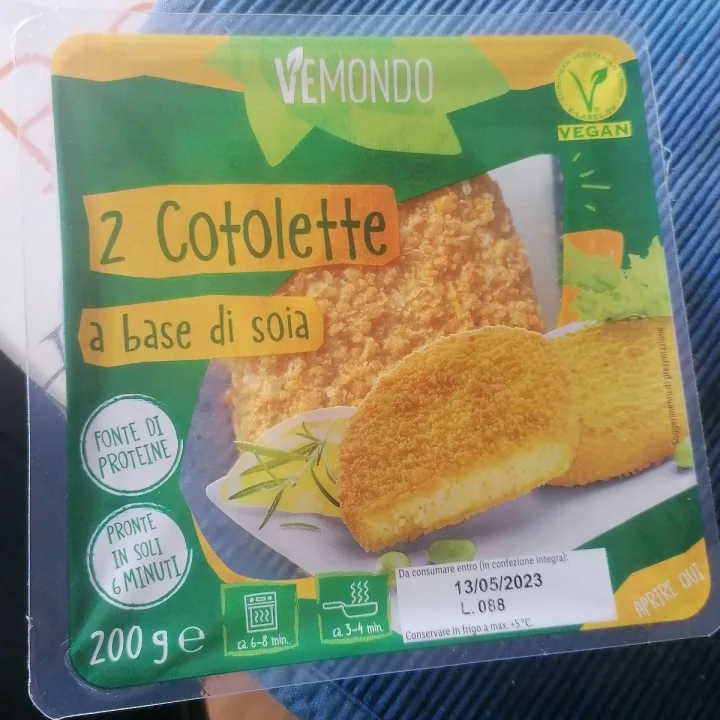 VEMONDO
VEGAN
2 Cotolette
a base di soia
FONTE DI
PROTEINE
PRONTE
IN SOLI
6 MINUTI
200 g e
ca. 6-8 min.
ca. 3-4 min.
Da consumare entro (in confezione integra):
13/05/2023
L.088
Conservare in frigo a max. +5°C.
APRIRE QUI
Suggerimento di presentazione